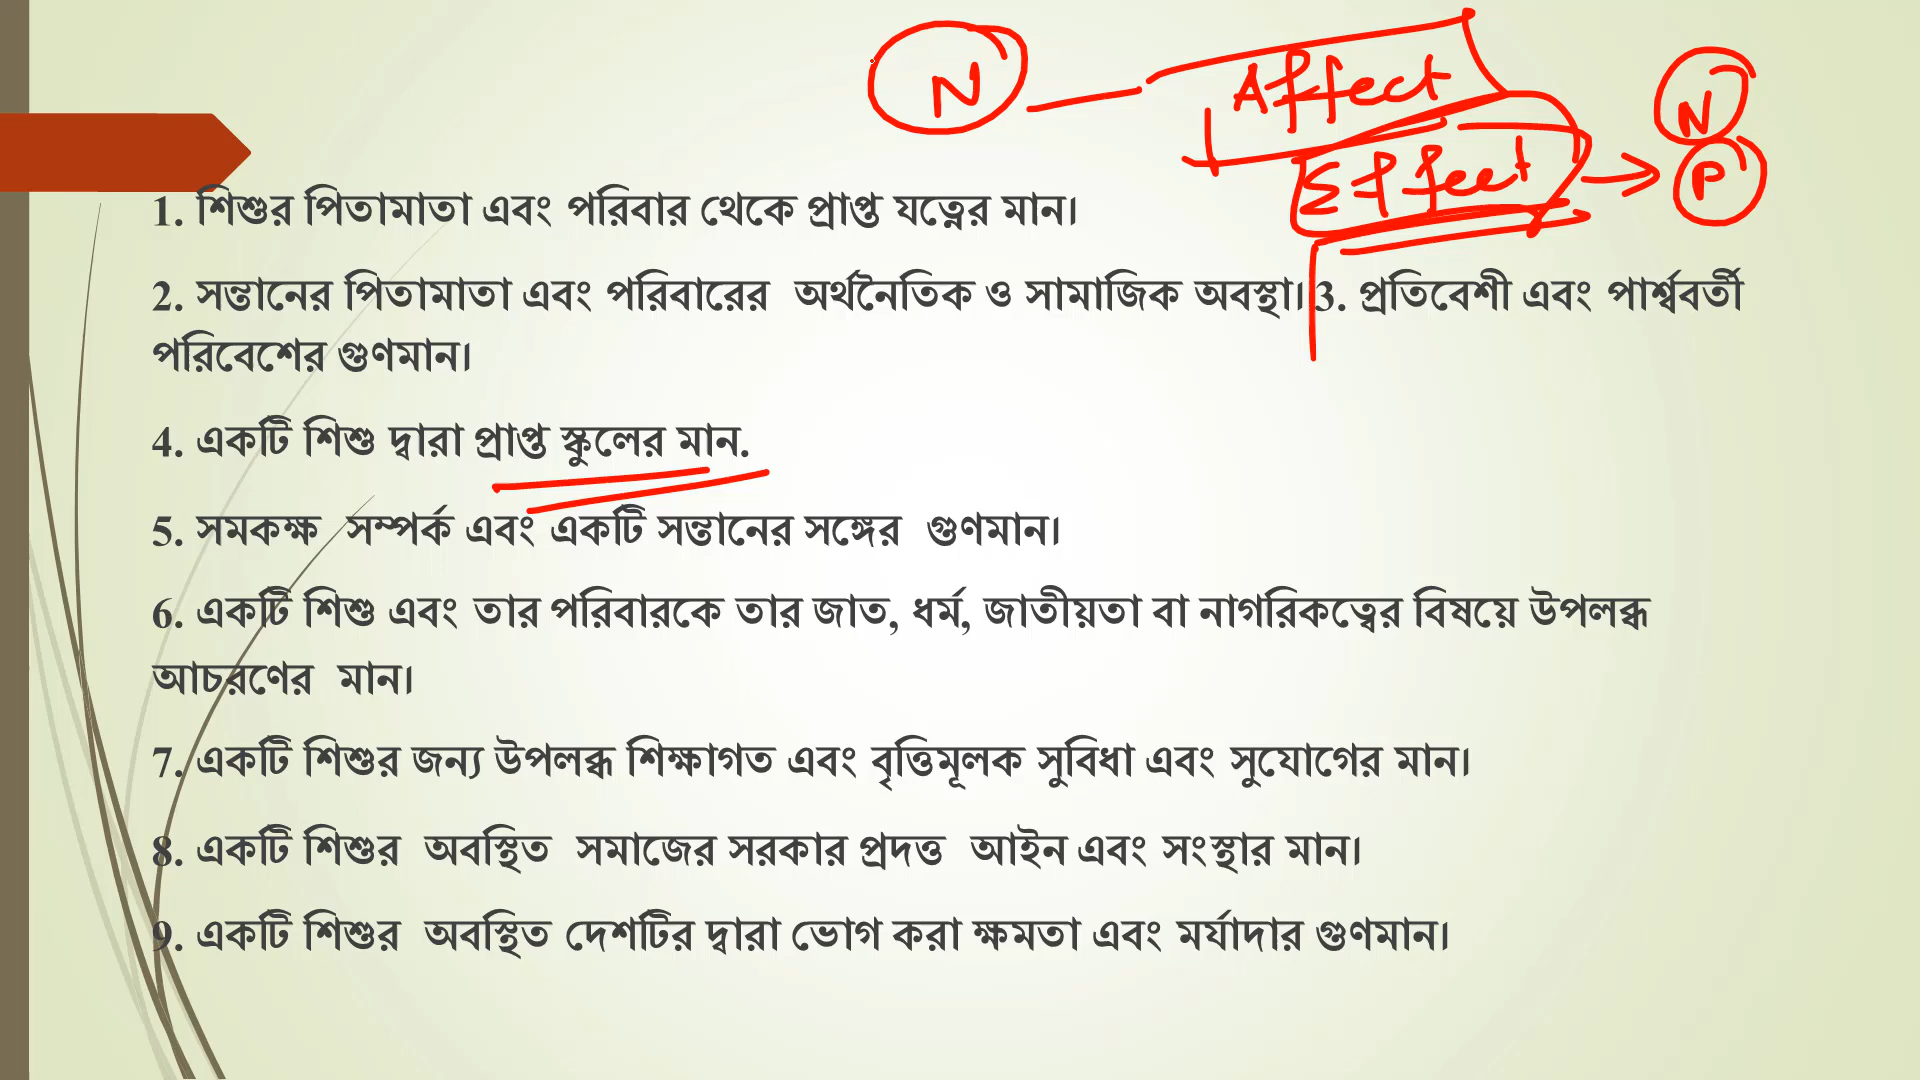 N
Affect
N
Effect
P
1. শিশুর পিতামাতা এবং পরিবার থেকে প্রাপ্ত যত্নের মান।
2. সন্তানের পিতামাতা এবং পরিবারের অর্থনৈতিক ও সামাজিক অবস্থা। 3. প্রতিবেশী এবং পার্শ্ববর্তী
পরিবেশের গুণমান।
4. একটি শিশু দ্বারা প্রাপ্ত স্কুলের মান.
5. সমকক্ষ সম্পর্ক এবং একটি সন্তানের সঙ্গের গুণমান।
6. একটি শিশু এবং তার পরিবারকে তার জাত, ধর্ম, জাতীয়তা বা নাগরিকত্বের বিষয়ে উপলব্ধ
আচরণের মান।
7. একটি শিশুর জন্য উপলব্ধ শিক্ষাগত এবং বৃত্তিমূলক সুবিধা এবং সুযোগের মান।
8. একটি শিশুর অবস্থিত সমাজের সরকার প্রদত্ত আইন এবং সংস্থার মান।
9. একটি শিশুর অবস্থিত দেশটির দ্বারা ভোগ করা ক্ষমতা এবং মর্যাদার গুণমান।